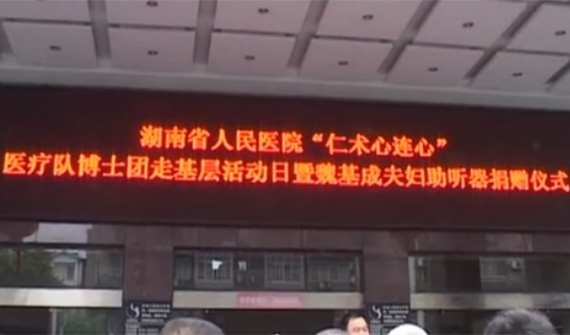 湖南省人民医院“仁术心连心”
医疗队博士团走基层活动日暨魏基成夫妇助听器捐赠仪式